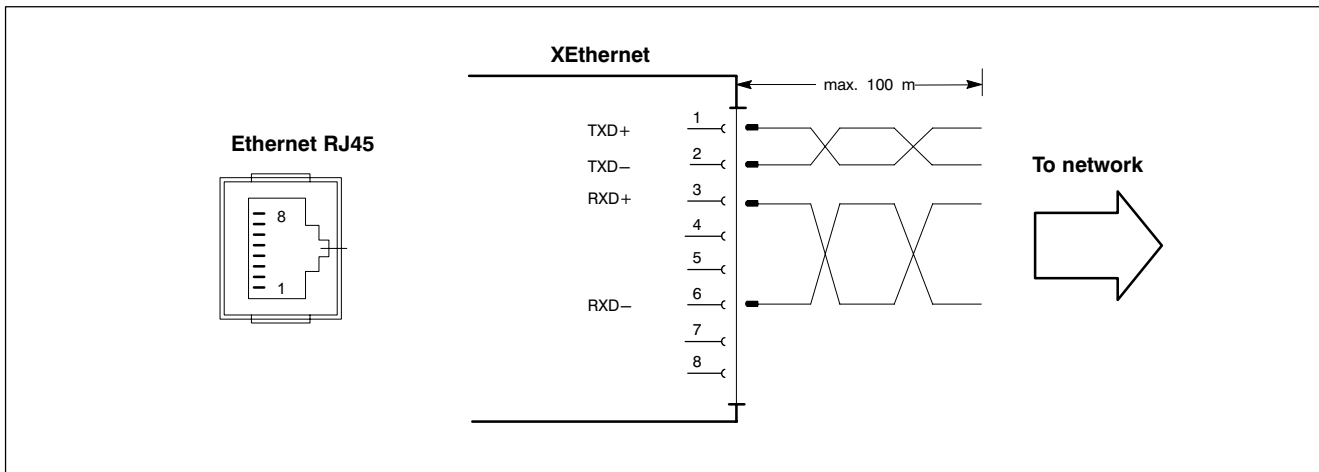 XEthernet
max. 100 m
Ethernet RJ45
8
1
TXD+ 1
TXD− 2
RXD+ 3
4
5
RXD− 6
7
8
To network